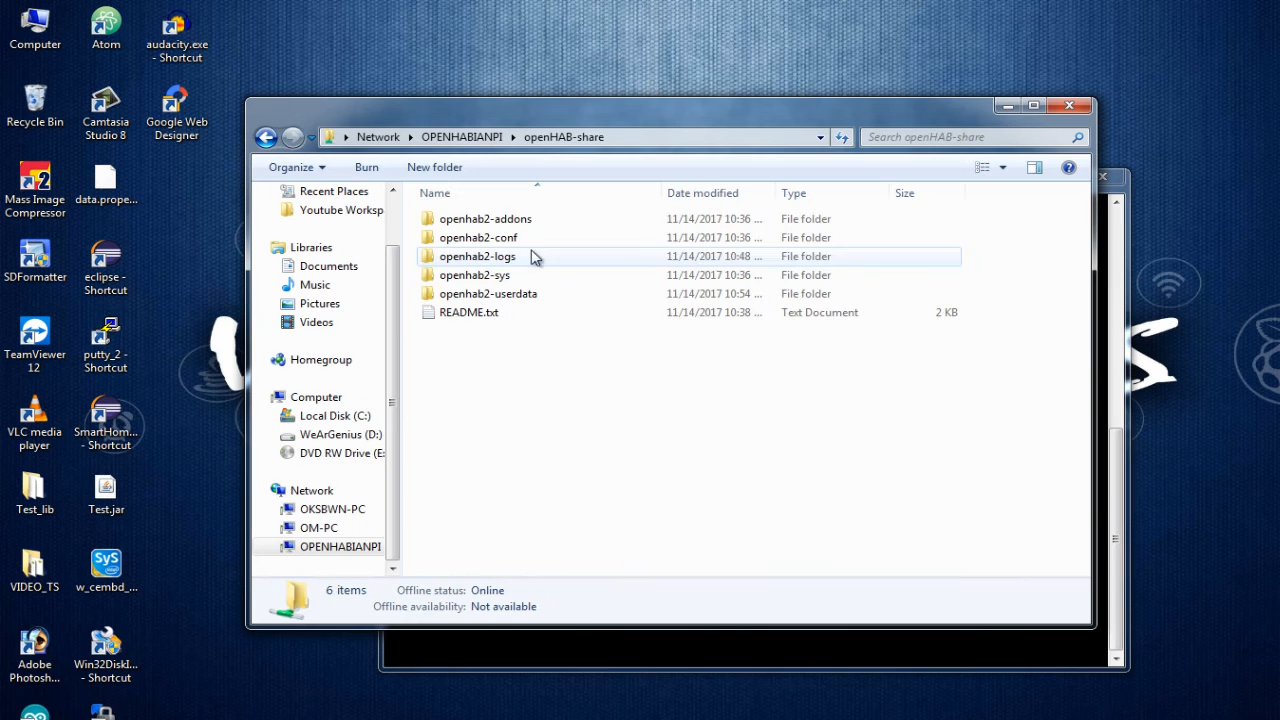 Computer
Atom
audacity.exe
- Shortcut
Recycle Bin
Camtasia
Studio 8
Google Web
Designer
Mass Image
Compressor
data.prope...
SDFormatter
eclipse -
Shortcut
TeamViewer
12
putty_2 -
Shortcut
VLC media
player
SmartHom...
- Shortcut
Test_lib
Test.jar
VIDEO_TS
SyS
w_cembd_...
Adobe
Photosh...
Win32DiskI...
- Shortcut
Network
OPENHABIANPI
openHAB-share
Search openHAB-share
Organize
Burn
New folder
Recent Places
Youtube Worksp
Libraries
Documents
Music
Pictures
Videos
Homegroup
Computer
Local Disk (C:)
WeArGenius (D:)
DVD RW Drive (E:
Network
OKSBWN-PC
OM-PC
OPENHABIANPI
Name Date modified Type Size
openhab2-addons 11/14/2017 10:36 ... File folder
openhab2-conf 11/14/2017 10:36 ... File folder
openhab2-logs 11/14/2017 10:48 ... File folder
openhab2-sys 11/14/2017 10:36 ... File folder
openhab2-userdata 11/14/2017 10:54 ... File folder
README.txt 11/14/2017 10:38 ... Text Document 2 KB
6 items Offline status: Online
Offline availability: Not available